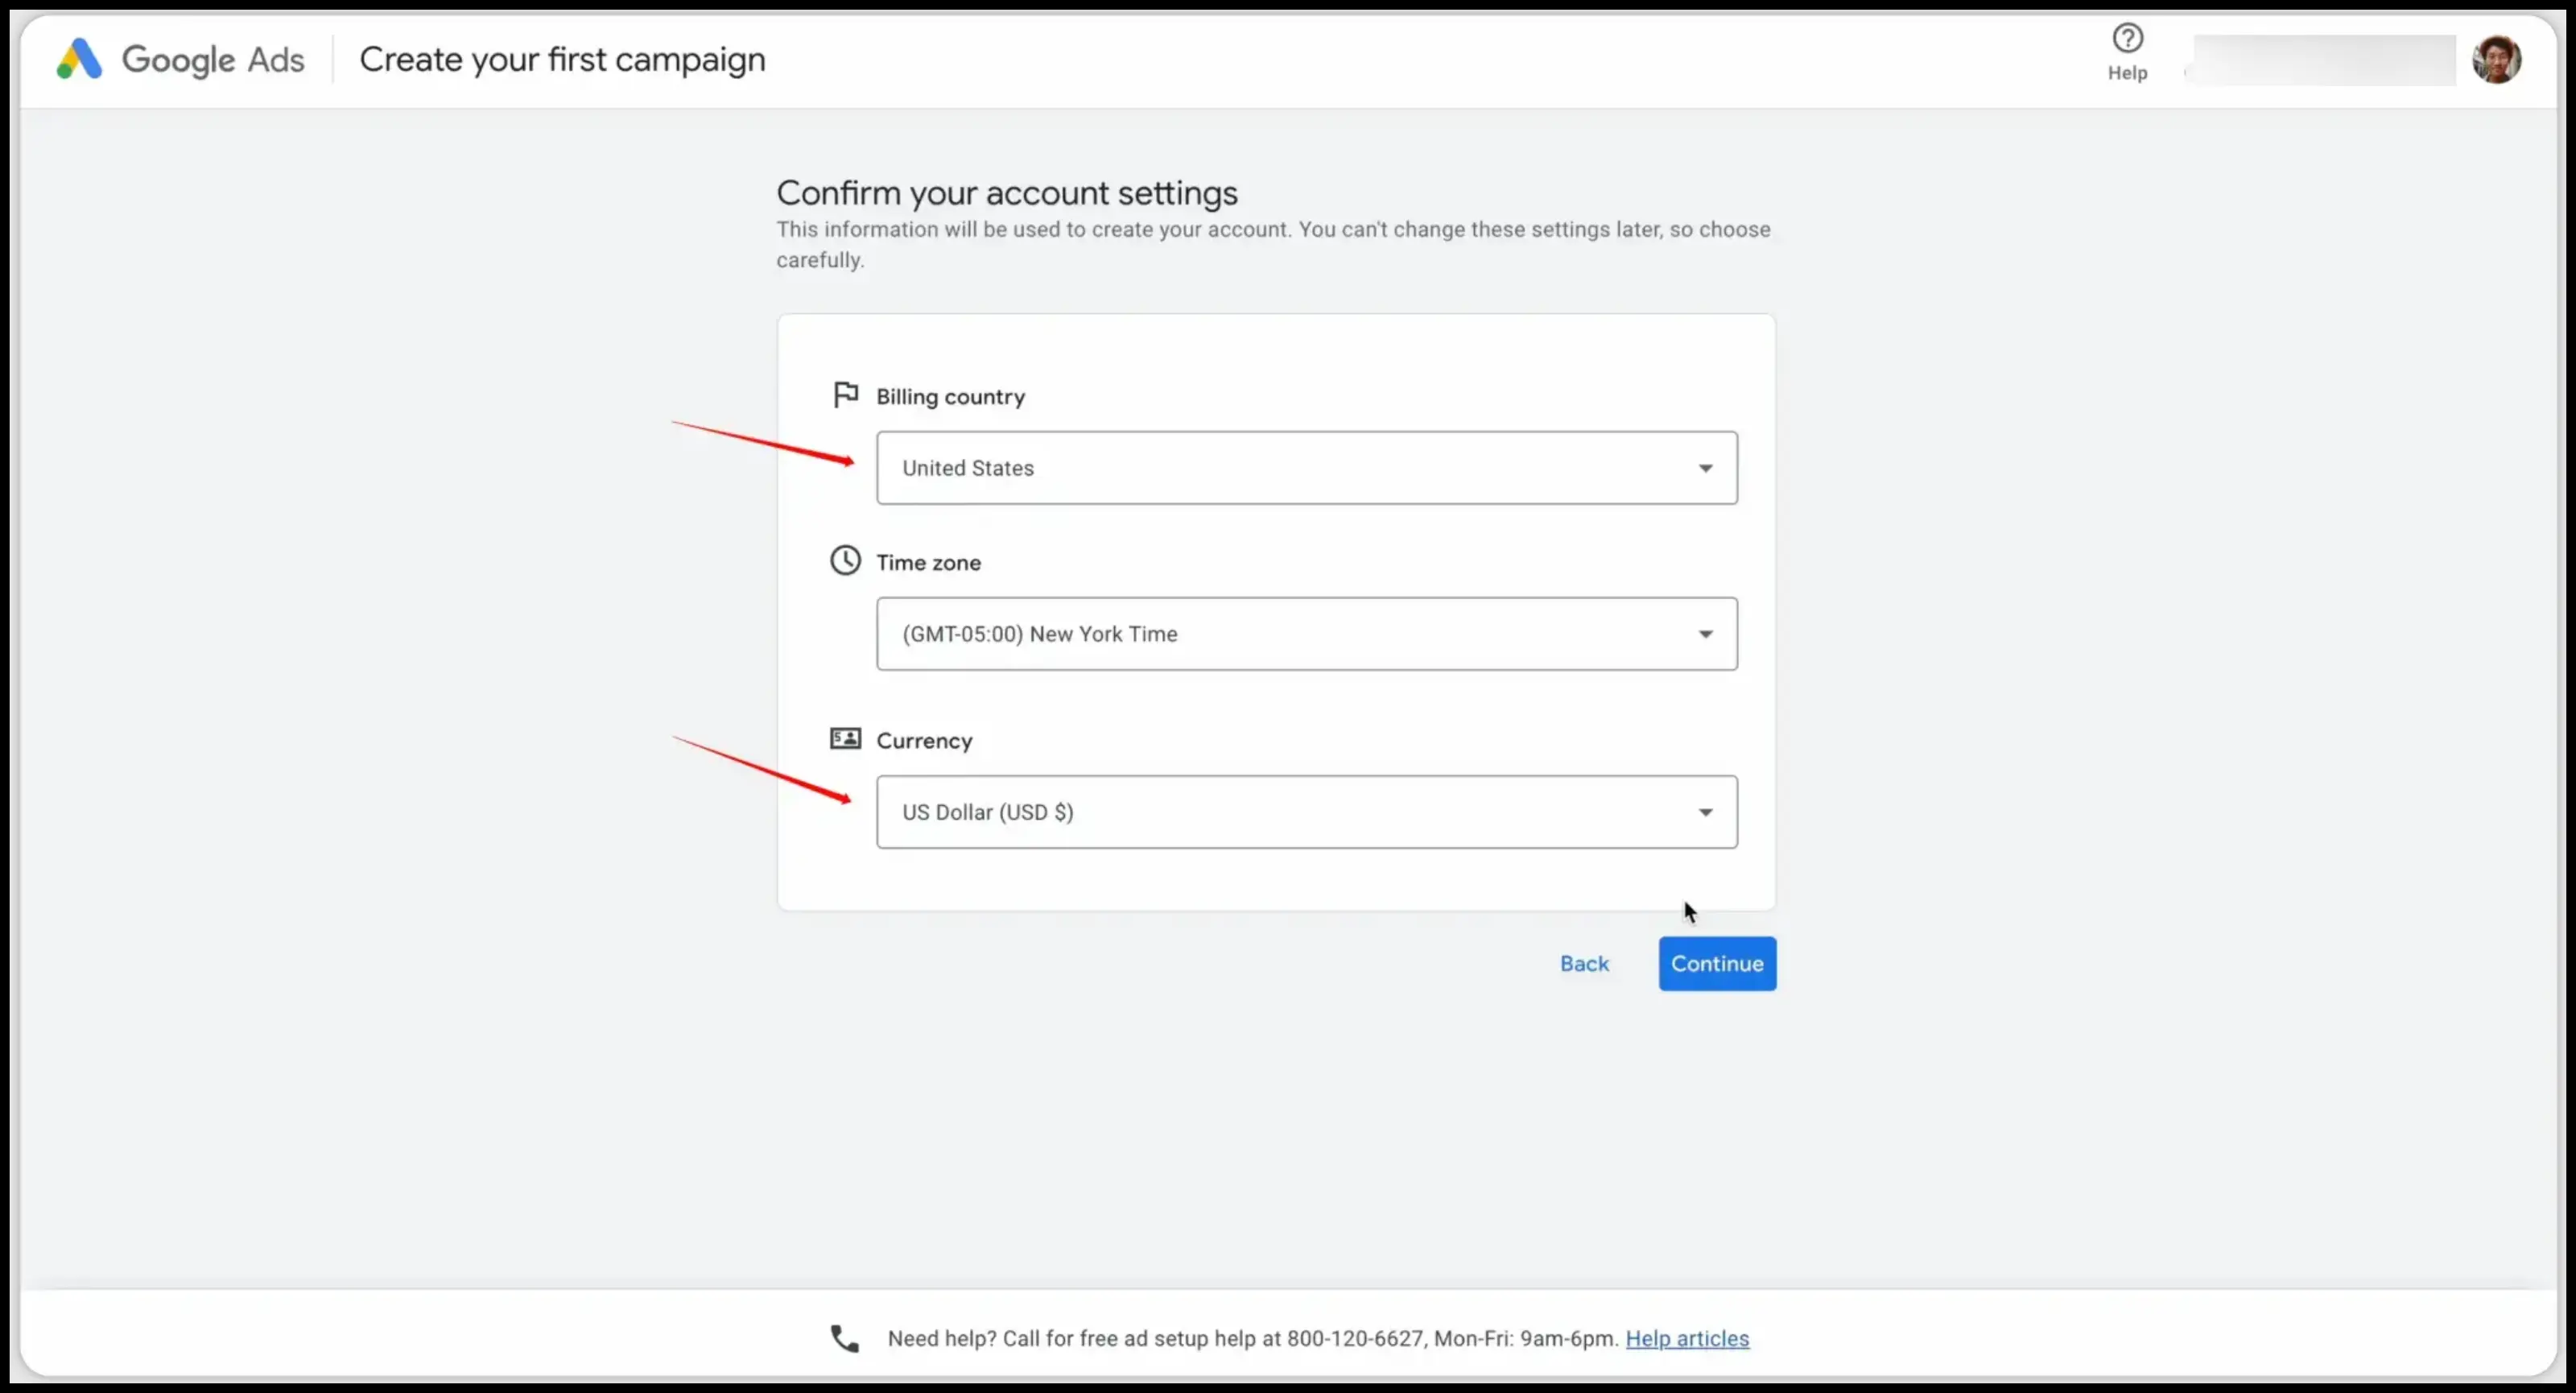 Google Ads
Create your first campaign
Help
Confirm your account settings
This information will be used to create your account. You can't change these settings later, so choose
carefully.
Billing country
United States
Time zone
(GMT-05:00) New York Time
Currency
US Dollar (USD $)
Back
Continue
Need help? Call for free ad setup help at 800-120-6627, Mon-Fri: 9am-6pm. Help articles